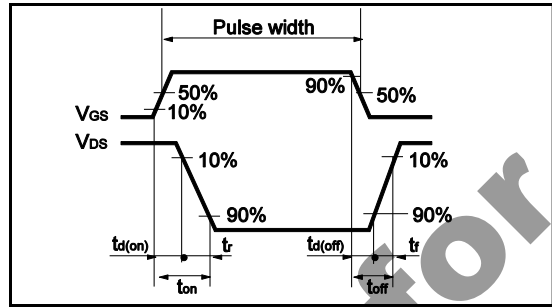 Pulse width
90%
50%
50%
VGS
10%
VDS
10%
10%
90%
90%
td(on)
tr
td(off)
tf
ton
toff
for